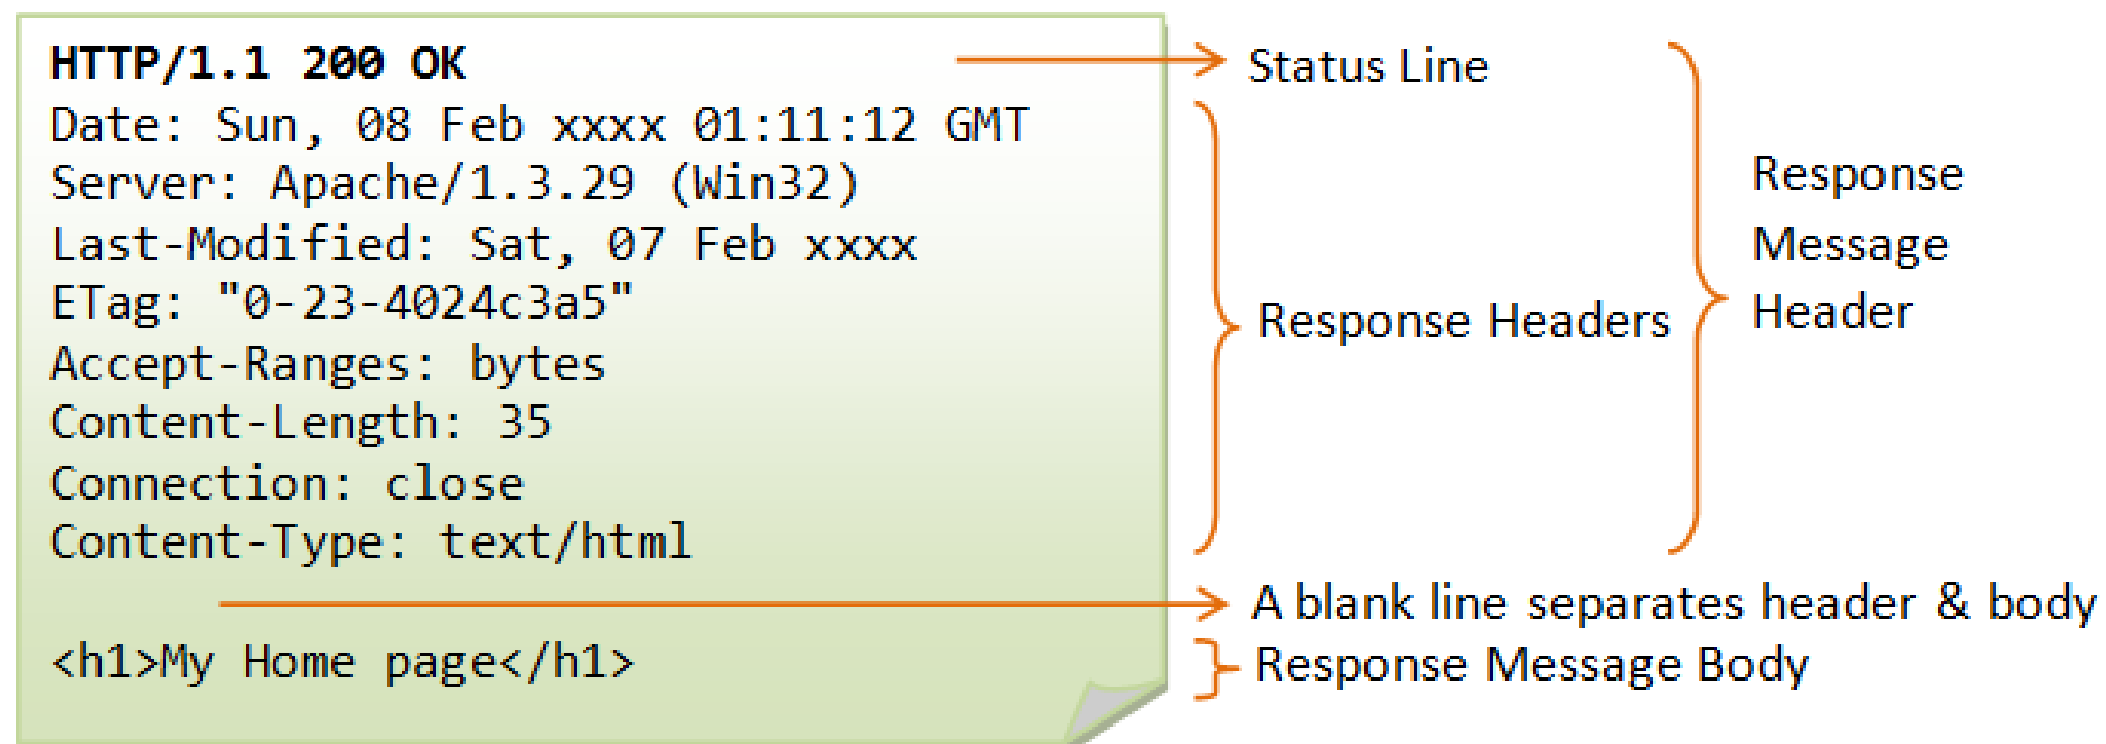 HTTP/1.1 200 OK
Date: Sun, 08 Feb xxxx 01:11:12 GMT
Server: Apache/1.3.29 (Win32)
Last-Modified: Sat, 07 Feb xxxx
ETag: "0-23-4024c3a5"
Accept-Ranges: bytes
Content-Length: 35
Connection: close
Content-Type: text/html
<h1>My Home page</h1>
Status Line
Response Headers
Response
Message
Header
A blank line separates header & body
Response Message Body